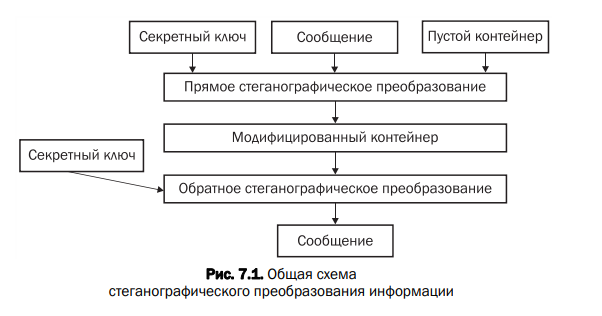 Секретный ключ
Сообщение
Пустой контейнер
Прямое стеганографическое преобразование
Модифицированный контейнер
Секретный ключ
Обратное стеганографическое преобразование
Сообщение
Рис. 7.1. Общая схема
стеганографического преобразования информации